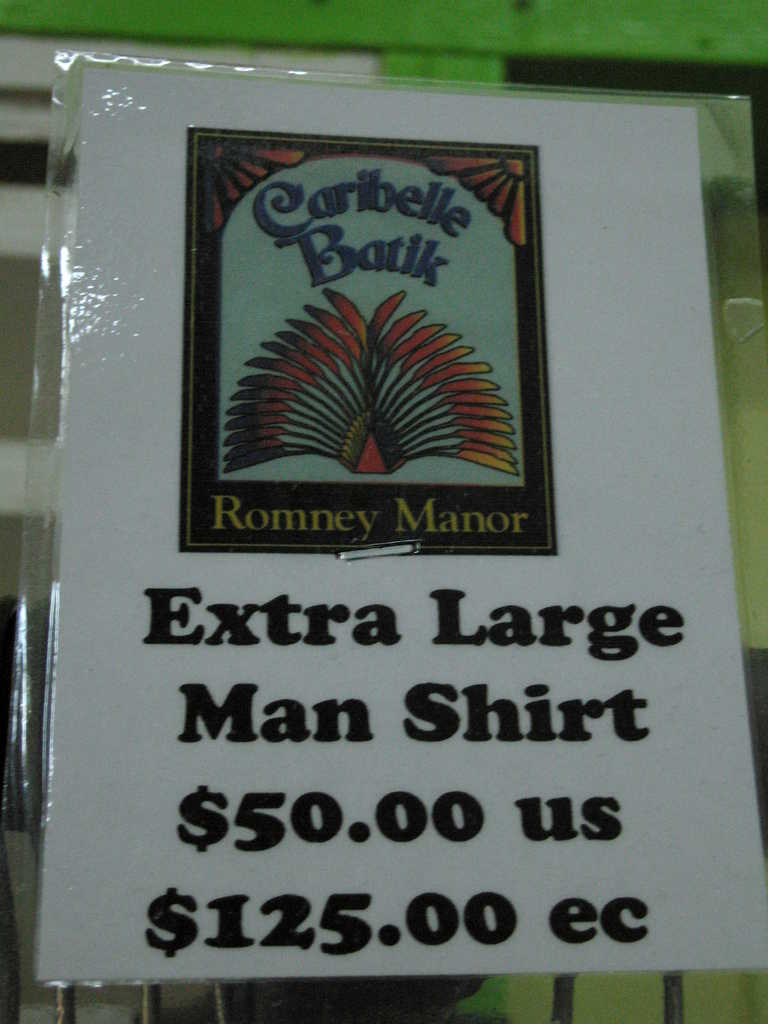 Caribelle
Batik
Romney Manor
Extra Large
Man Shirt
$50.00 us
$125.00 ec